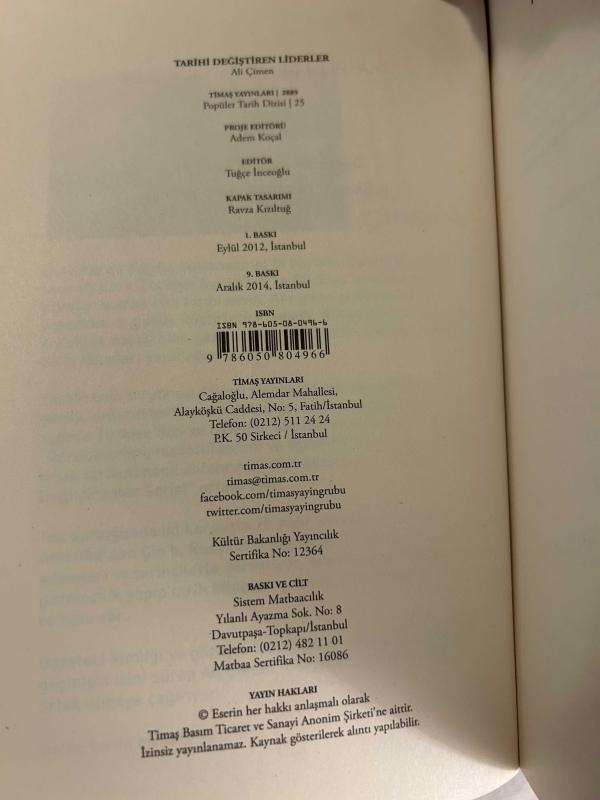 TARİHİ DEĞİŞTİREN LİDERLER
Ali Çimen
TİMAŞ YAYINLARI | 2889
Popüler Tarih Dizisi | 25
PROJE EDİTÖRÜ
Adem Koçal
EDİTÖR
Tuğçe İnceoğlu
KAPAK TASARIMI
Ravza Kızıltuğ
1. BASKI
Eylül 2012, İstanbul
9. BASKI
Aralık 2014, İstanbul
ISBN
ISBN 978-605-08-0496-6
9 786050 804966
TİMAŞ YAYINLARI
Cağaloğlu, Alemdar Mahallesi,
Alayköşkü Caddesi, No: 5, Fatih/İstanbul
Telefon: (0212) 511 24 24
P.K. 50 Sirkeci / İstanbul
timas.com.tr
timas@timas.com.tr
facebook.com/timasyayingrubu
twitter.com/timasyayingrubu
Kültür Bakanlığı Yayıncılık
Sertifika No: 12364
BASKI VE CİLT
Sistem Matbaacılık
Yılanlı Ayazma Sok. No: 8
Davutpaşa-Topkapı/İstanbul
Telefon: (0212) 482 11 01
Matbaa Sertifika No: 16086
YAYIN HAKLARI
© Eserin her hakkı anlaşmalı olarak
Timaş Basım Ticaret ve Sanayi Anonim Şirketi'ne aittir.
İzinsiz yayınlanamaz. Kaynak gösterilerek alıntı yapılabilir.